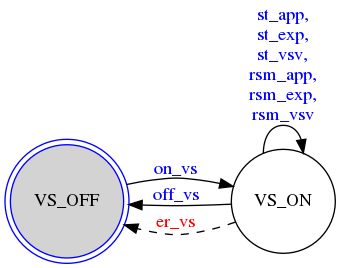 st_app,
st_exp,
st_vsv,
rsm_app,
rsm_exp,
rsm_vsv
on_vs
off_vs
er_vs
VS_OFF
VS_ON